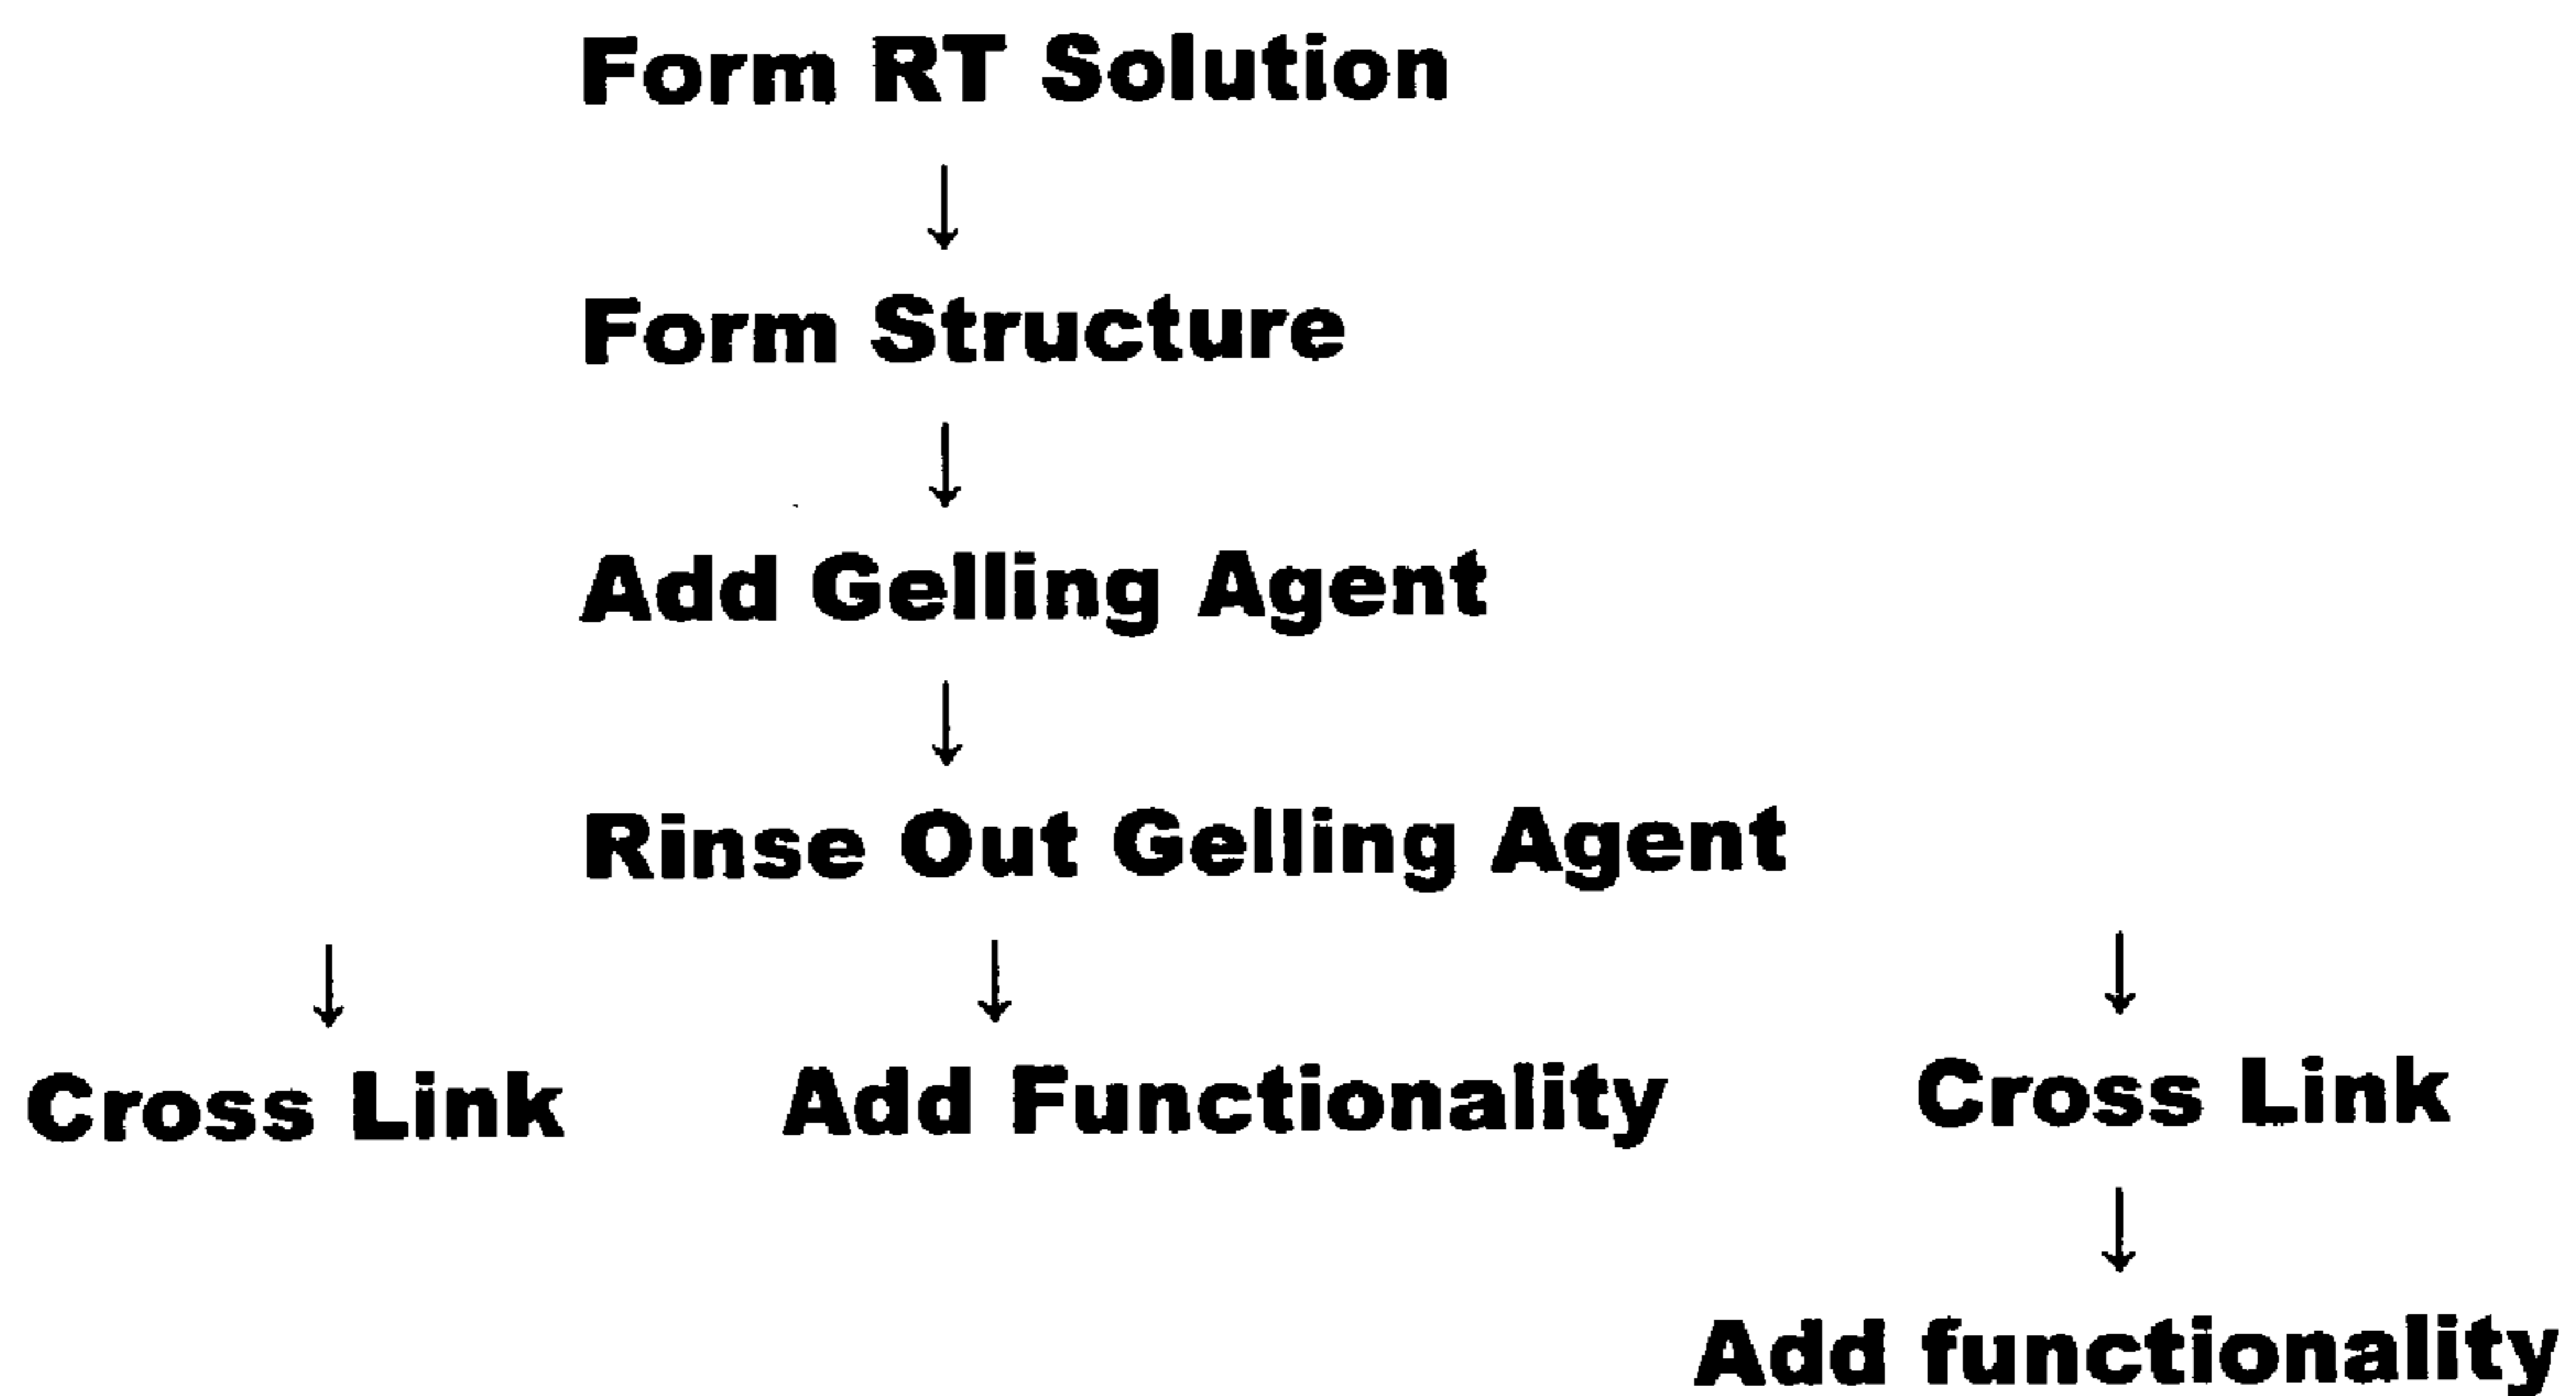 Form RT Solution
Form Structure
Add Gelling Agent
Rinse Out Gelling Agent
Cross Link Add Functionality Cross Link
Add functionality